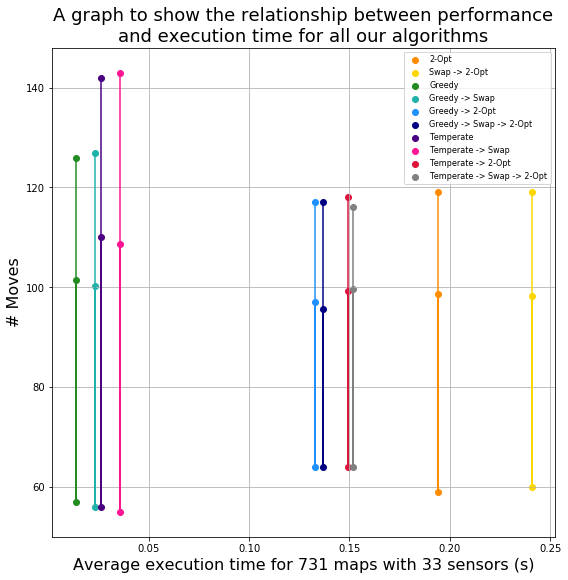 A graph to show the relationship between performance
and execution time for all our algorithms
2-Opt
Swap -> 2-Opt
Greedy
Greedy -> Swap
Greedy -> 2-Opt
Greedy -> Swap -> 2-Opt
Temperate
Temperate -> Swap
Temperate -> 2-Opt
Temperate -> Swap -> 2-Opt
# Moves
140
120
100
80
60
0.05
0.10
0.15
0.20
0.25
Average execution time for 731 maps with 33 sensors (s)